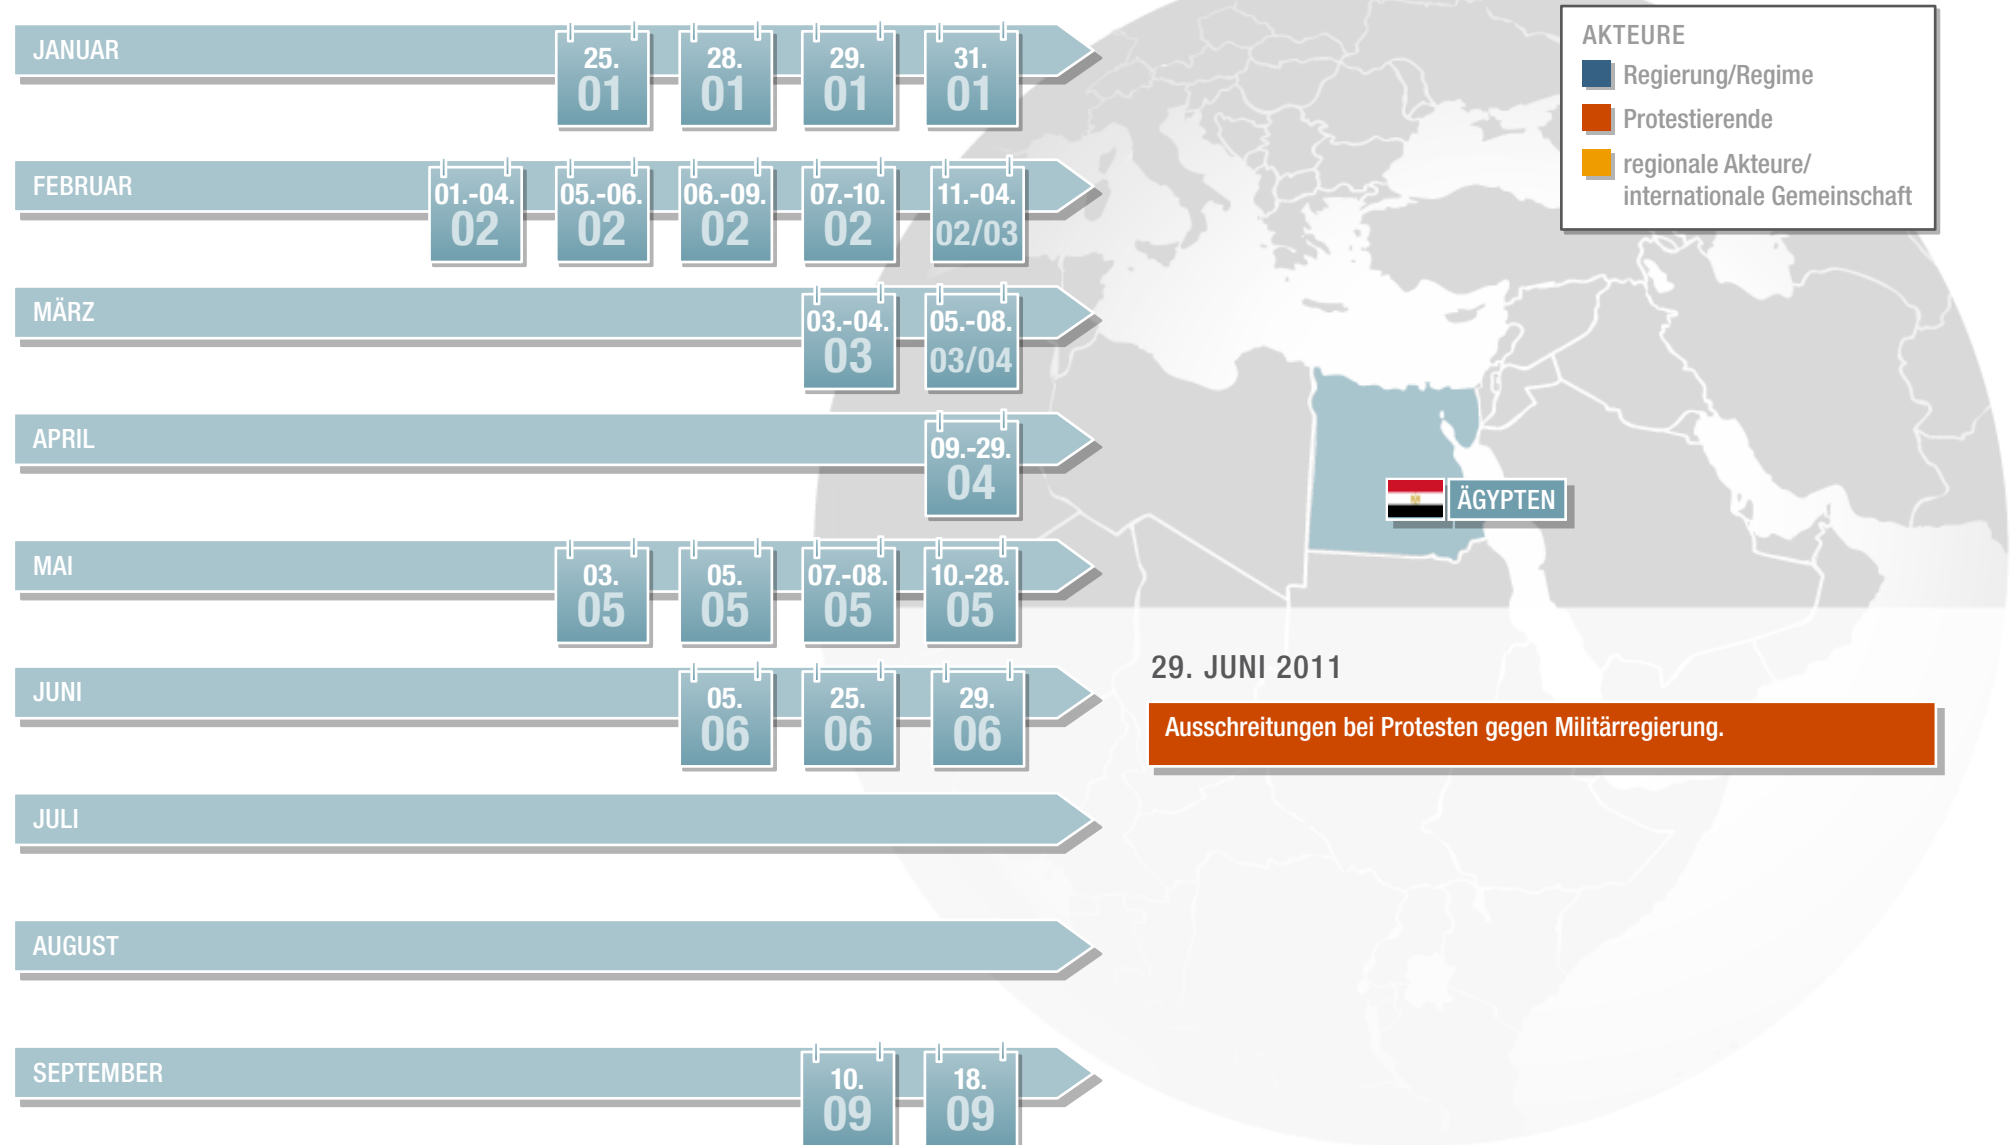 JANUAR
25.
01
28.
01
29.
01
31.
01
FEBRUAR
01.-04.
02
05.-06.
02
06.-09.
02
07.-10.
02
11.-04.
02/03
MÄRZ
03.-04.
03
05.-08.
03/04
APRIL
09.-29.
04
MAI
03.
05
05.
05
07.-08.
05
10.-28.
05
JUNI
05.
06
25.
06
29.
06
JULI
AUGUST
SEPTEMBER
10.
09
18.
09
AKTEURE
Regierung/Regime
Protestierende
regionale Akteure/
internationale Gemeinschaft
ÄGYPTEN
29. JUNI 2011
Ausschreitungen bei Protesten gegen Militärregierung.